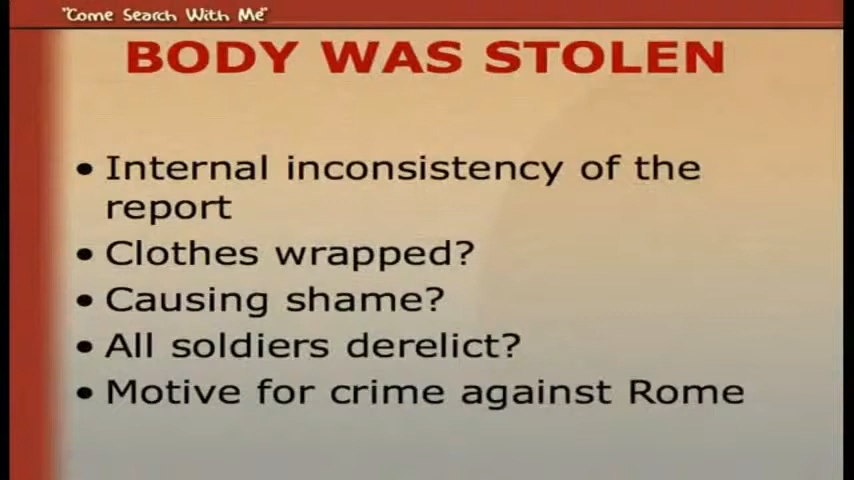 "Come Search With Me"
BODY WAS STOLEN
• Internal inconsistency of the
report
• Clothes wrapped?
• Causing shame?
• All soldiers derelict?
• Motive for crime against Rome